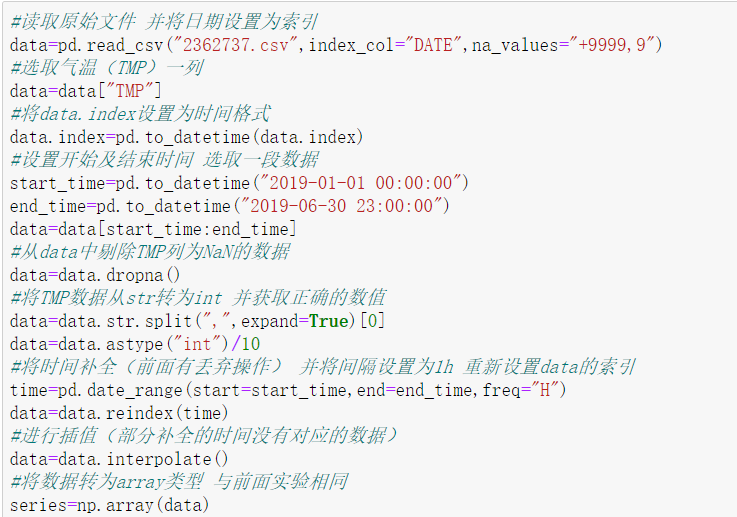 #读取原始文件 并将日期设置为索引
data=pd.read_csv("2362737.csv",index_col="DATE",na_values="+9999,9")
#选取气温（TMP）一列
data=data["TMP"]
#将data.index设置为时间格式
data.index=pd.to_datetime(data.index)
#设置开始及结束时间 选取一段数据
start_time=pd.to_datetime("2019-01-01 00:00:00")
end_time=pd.to_datetime("2019-06-30 23:00:00")
data=data[start_time:end_time]
#从data中剔除TMP列为NaN的数据
data=data.dropna()
#将TMP数据从str转为int 并获取正确的数值
data=data.str.split(",",expand=True)[0]
data=data.astype("int")/10
#将时间补全（前面有丢弃操作） 并将间隔设置为1h 重新设置data的索引
time=pd.date_range(start=start_time,end=end_time,freq="H")
data=data.reindex(time)
#进行插值（部分补全的时间没有对应的数据）
data=data.interpolate()
#将数据转为array类型 与前面实验相同
series=np.array(data)